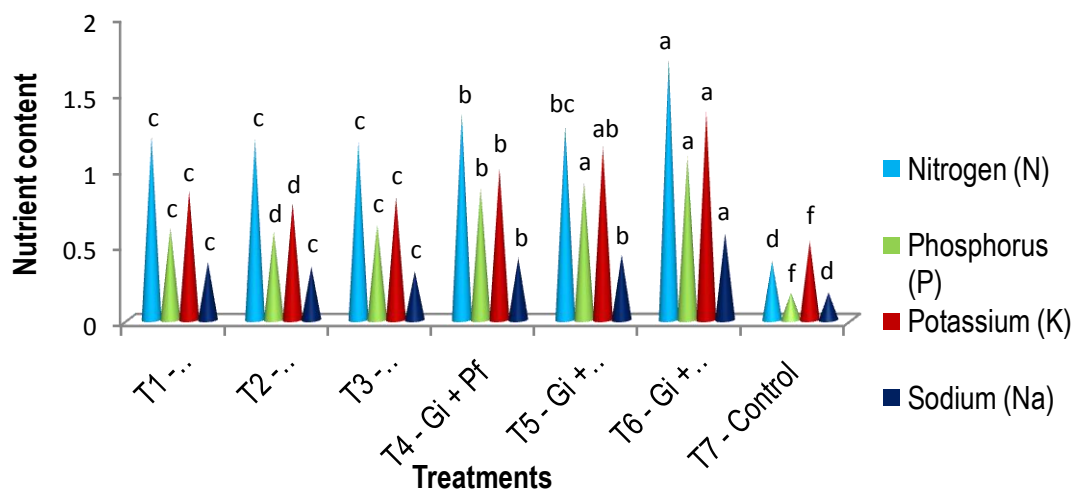 Nutrient content
2
1.5
1
0.5
0
c c c c
c d d c
c c c c
b b b b
bc a ab b
a a a a
d f f d
T1 -..
T2 -..
T3 -..
T4 - Gi + Pf
T5 - Gi +..
T6 - Gi +..
T7 - Control
Treatments
Nitrogen (N)
Phosphorus
(P)
Potassium (K)
Sodium (Na)